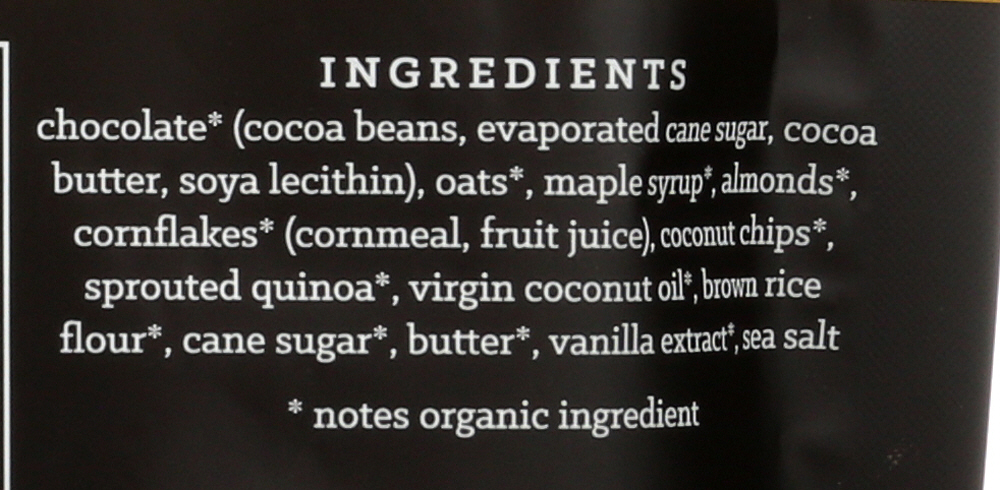 INGREDIENTS
chocolate* (cocoa beans, evaporated cane sugar, cocoa
butter, soya lecithin), oats*, maple syrup*, almonds*,
cornflakes* (cornmeal, fruit juice), coconut chips*,
sprouted quinoa*, virgin coconut oil*, brown rice
flour*, cane sugar*, butter*, vanilla extract*, sea salt
* notes organic ingredient